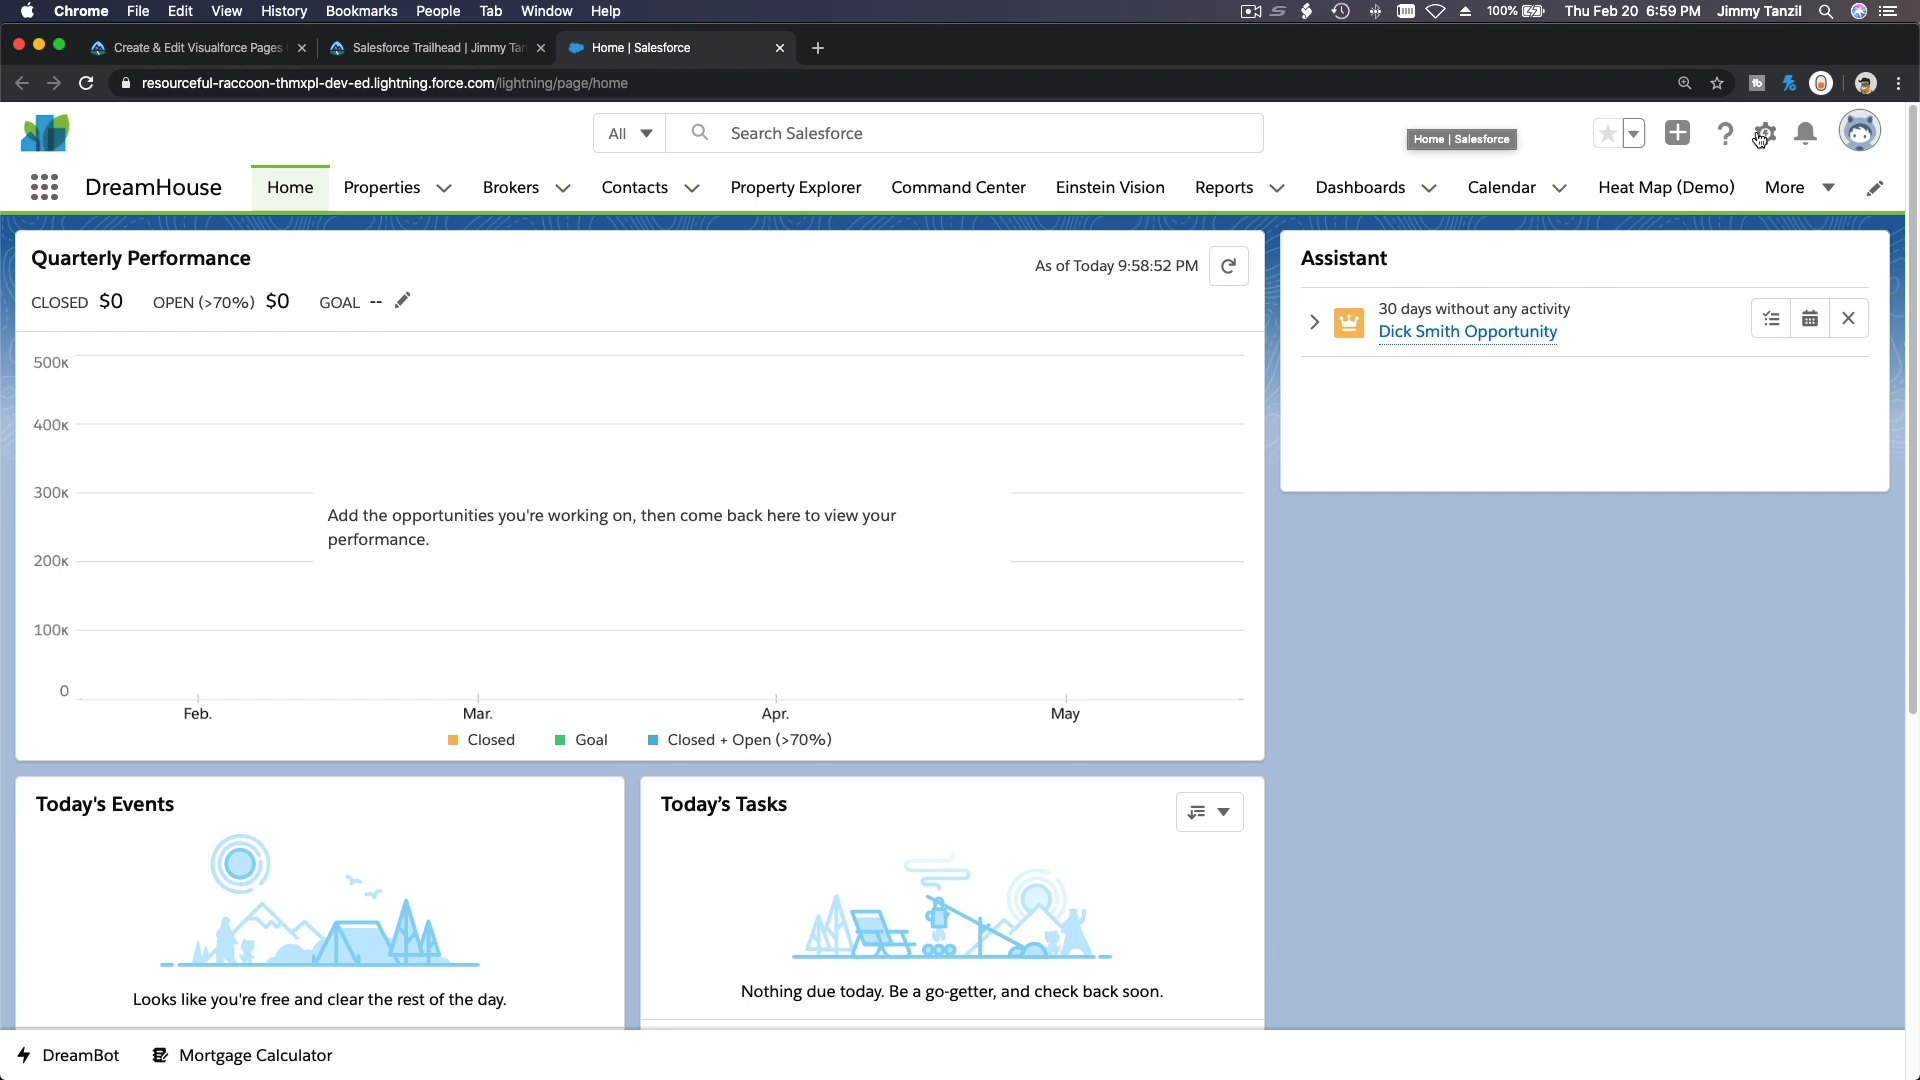 Chrome File Edit View History Bookmarks People Tab Window Help 100% Thu Feb 20 6:59 PM Jimmy Tanzil
Create & Edit Visualforce Pages Salesforce Trailhead | Jimmy Tan Home | Salesforce
resourceful-raccoon-thmxpl-dev-ed.lightning.force.com/lightning/page/home
All Search Salesforce Home | Salesforce
DreamHouse Home Properties Brokers Contacts Property Explorer Command Center Einstein Vision Reports Dashboards Calendar Heat Map (Demo) More
Quarterly Performance
As of Today 9:58:52 PM
CLOSED $0 OPEN (>70%) $0 GOAL --
500K
400K
300K
Add the opportunities you're working on, then come back here to view your
performance.
200K
100K
0
Feb. Mar. Apr. May
Closed Goal Closed + Open (>70%)
Assistant
30 days without any activity
Dick Smith Opportunity
Today's Events
Looks like you're free and clear the rest of the day.
Today's Tasks
Nothing due today. Be a go-getter, and check back soon.
DreamBot Mortgage Calculator